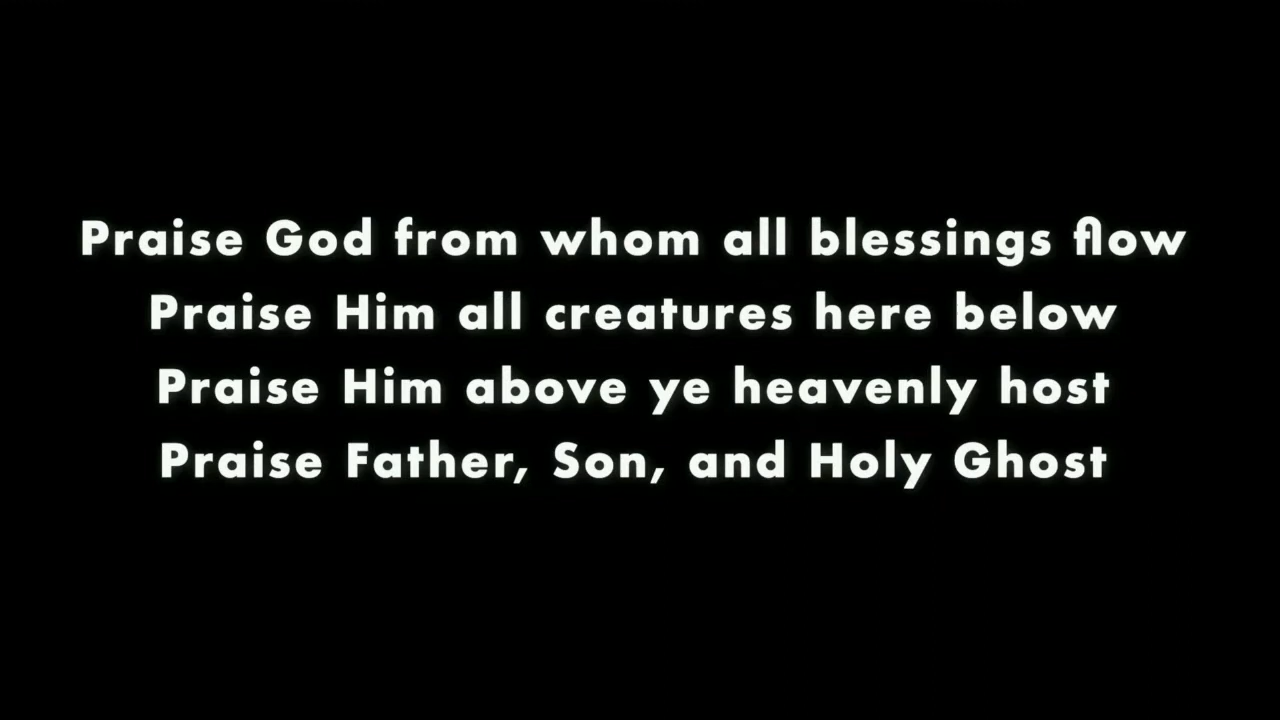 Praise God from whom all blessings flow
Praise Him all creatures here below
Praise Him above ye heavenly host
Praise Father, Son, and Holy Ghost